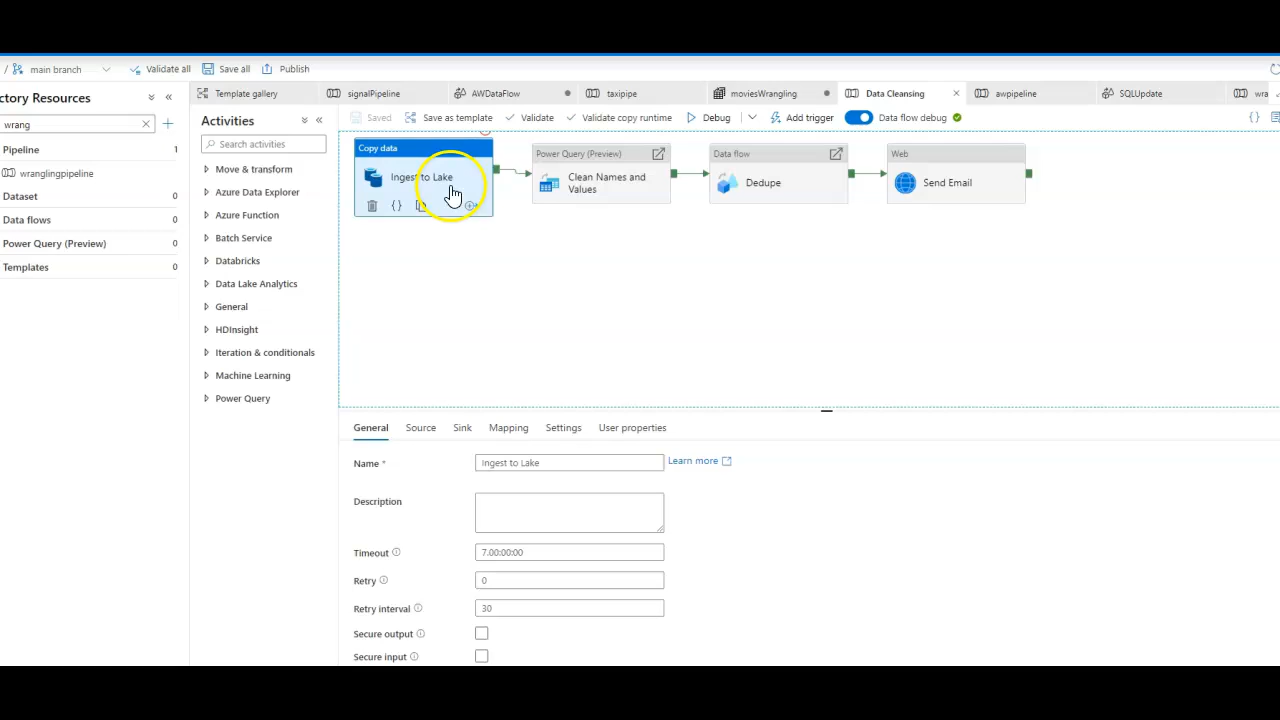 / main branch
Validate all
Save all
Publish
ctory Resources
wrang
Pipeline 1
wranglingpipeline
Dataset 0
Data flows 0
Power Query (Preview) 0
Templates 0
Template gallery
signalPipeline
AWDataFlow
taxipipe
moviesWrangling
Data Cleansing
awpipeline
SQLUpdate
wra
Activities
Search activities
Move & transform
Azure Data Explorer
Azure Function
Batch Service
Databricks
Data Lake Analytics
General
HDInsight
Iteration & conditionals
Machine Learning
Power Query
Saved
Save as template
Validate
Validate copy runtime
Debug
Add trigger
Data flow debug
{ }
Copy data
Ingest to Lake
{ }
Power Query (Preview)
Clean Names and
Values
Data flow
Dedupe
Web
Send Email
General Source Sink Mapping Settings User properties
Name * Ingest to Lake Learn more
Description
Timeout 7.00:00:00
Retry 0
Retry interval 30
Secure output
Secure input